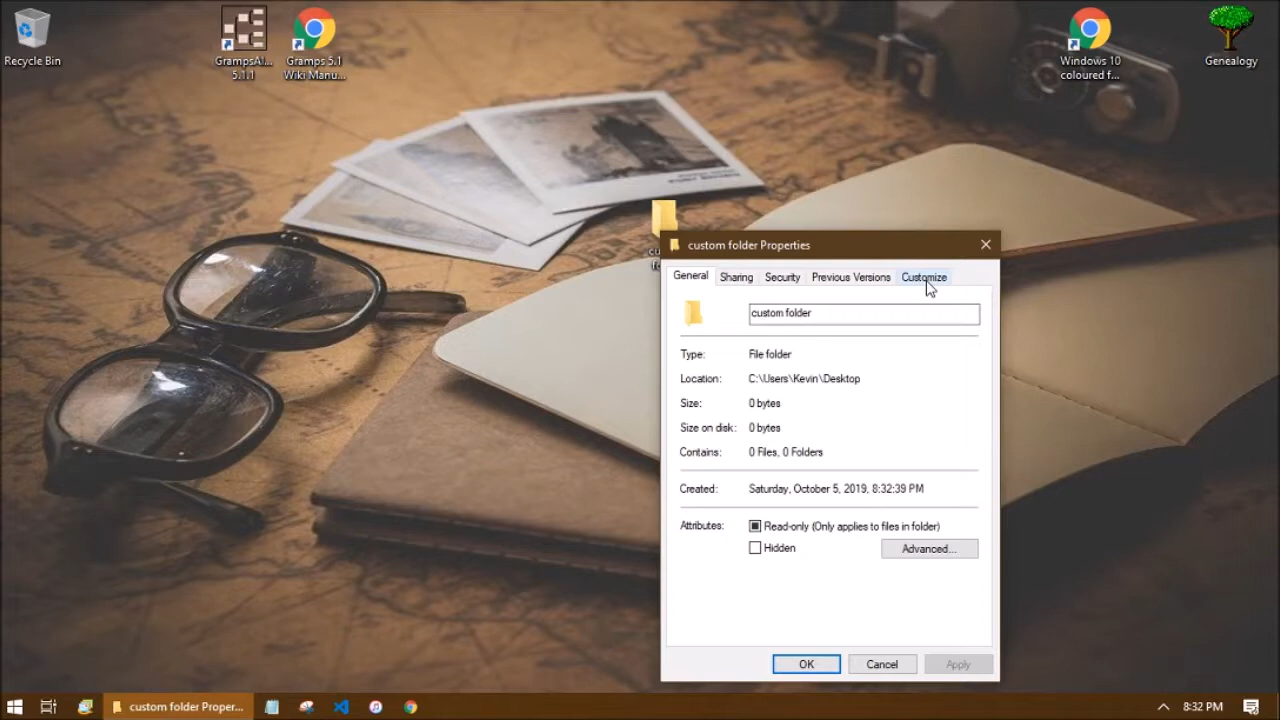 Recycle Bin
GrampsAI...
5.1.1
Gramps 5.1
Wiki Manu...
Windows 10
coloured f...
Genealogy
custom folder Properties
General
Sharing
Security
Previous Versions
Customize
custom folder
Type: File folder
Location: C:\Users\Kevin\Desktop
Size: 0 bytes
Size on disk: 0 bytes
Contains: 0 Files, 0 Folders
Created: Saturday, October 5, 2019, 8:32:39 PM
Attributes: Read-only (Only applies to files in folder)
Hidden
Advanced...
OK
Cancel
Apply
custom folder Proper...
8:32 PM